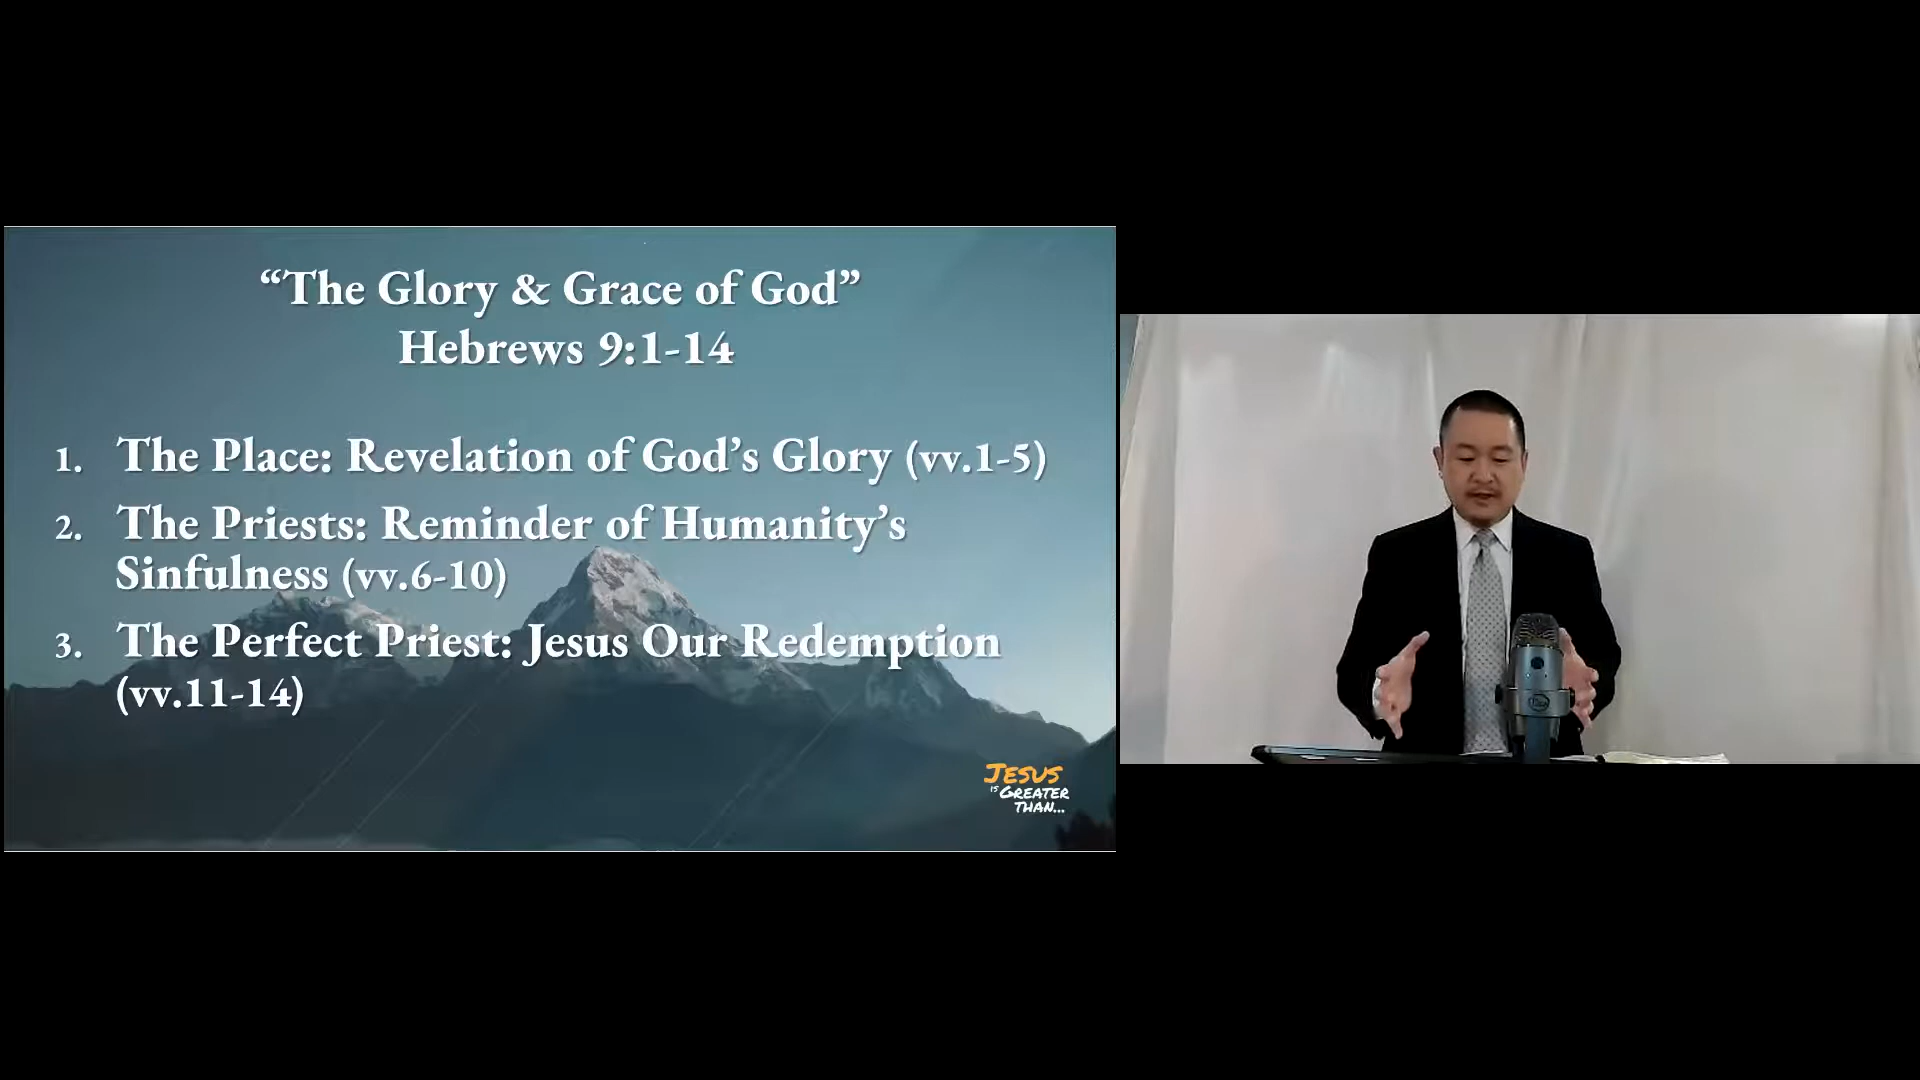 “The Glory & Grace of God”
Hebrews 9:1-14
1. The Place: Revelation of God’s Glory (vv.1-5)
2. The Priests: Reminder of Humanity’s
Sinfulness (vv.6-10)
3. The Perfect Priest: Jesus Our Redemption
(vv.11-14)
JESUS
IS GREATER
THAN...